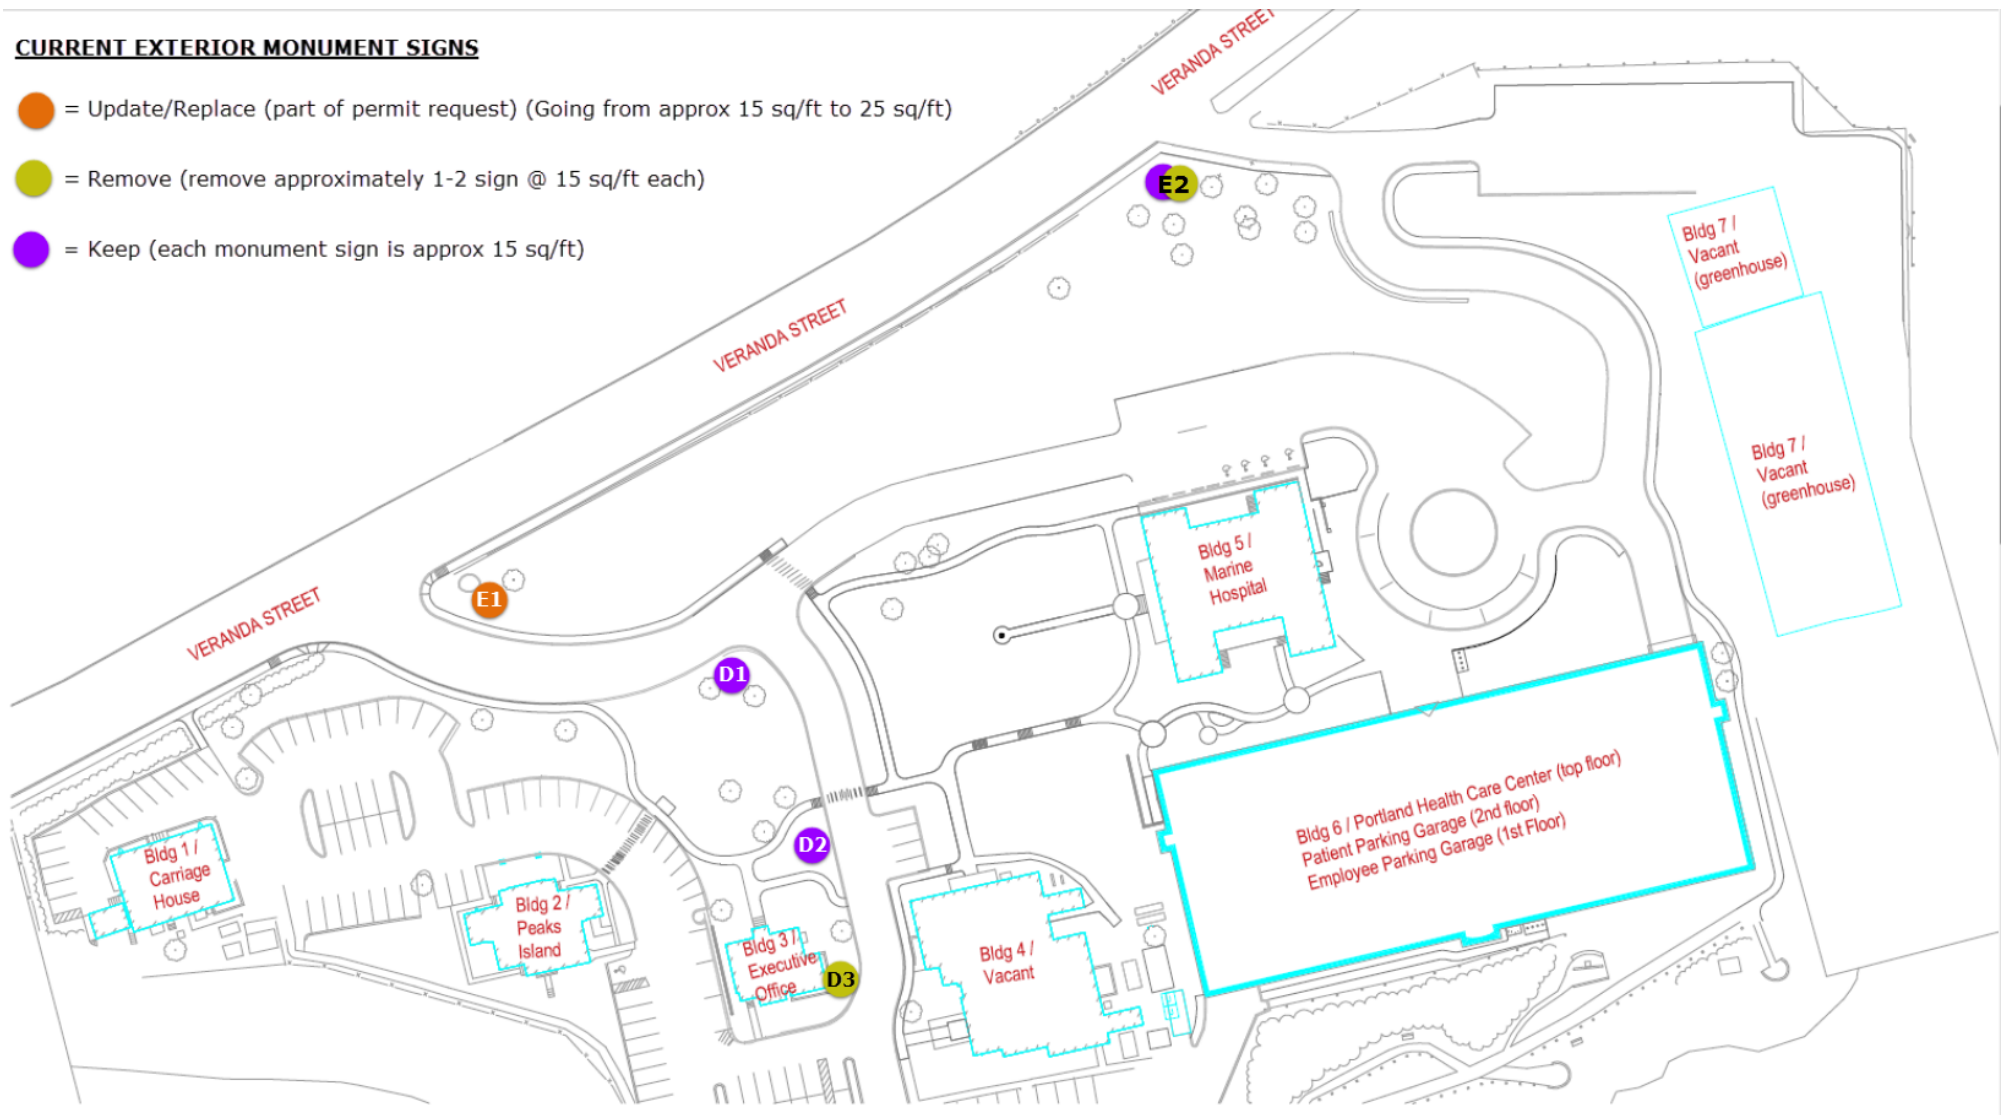 CURRENT EXTERIOR MONUMENT SIGNS
= Update/Replace (part of permit request) (Going from approx 15 sq/ft to 25 sq/ft)
= Remove (remove approximately 1-2 sign @ 15 sq/ft each)
= Keep (each monument sign is approx 15 sq/ft)
VERANDA STREET
E2
Bldg 7 /
Vacant
(greenhouse)
VERANDA STREET
Bldg 7 /
Vacant
(greenhouse)
Bldg 5 /
Marine
Hospital
E1
VERANDA STREET
D1
Bldg 6 / Portland Health Care Center (top floor)
Patient Parking Garage (2nd floor)
Employee Parking Garage (1st Floor)
D2
Bldg 1 /
Carriage
House
Bldg 2 /
Peaks
Island
Bldg 3 /
Executive
Office
D3
Bldg 4 /
Vacant